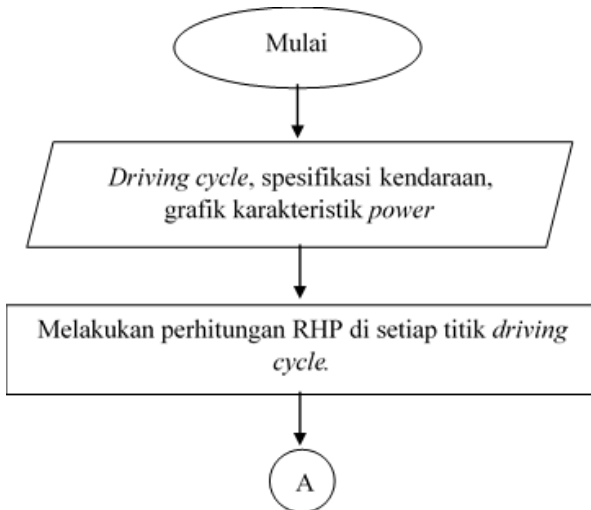 Mulai
Driving cycle, spesifikasi kendaraan,
grafik karakteristik power
Melakukan perhitungan RHP di setiap titik driving
cycle.
A